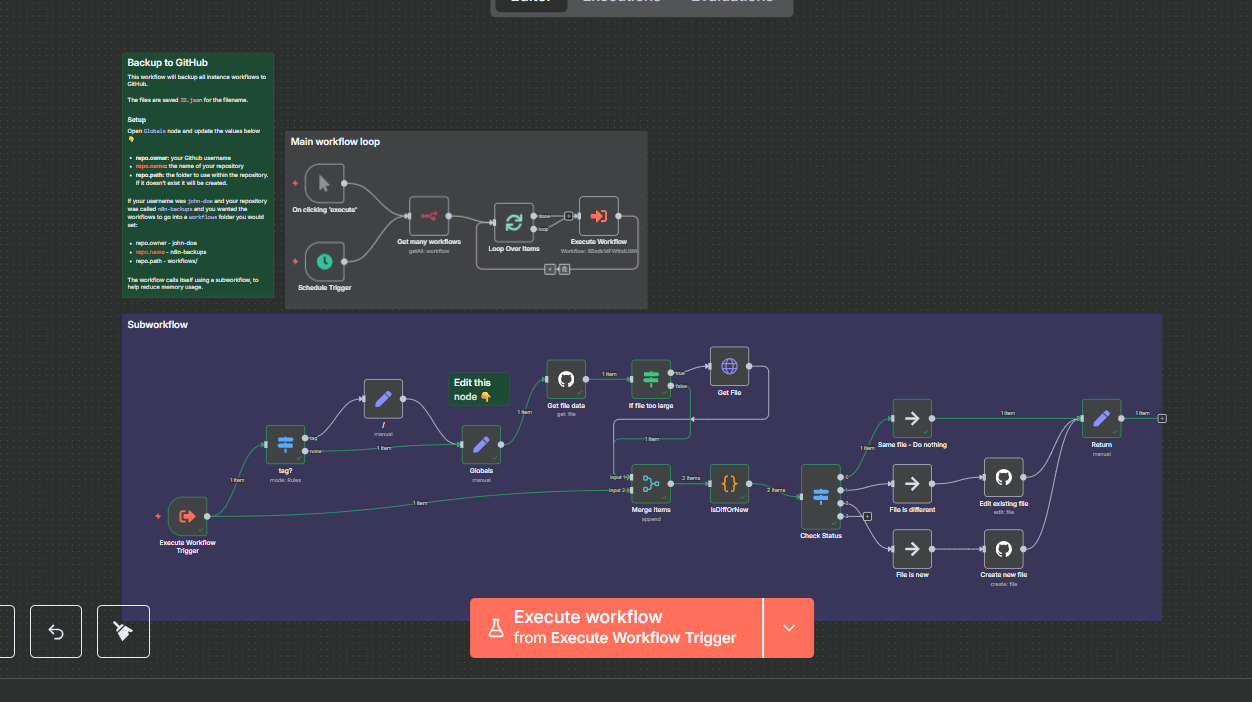 Backup to GitHub
This workflow will backup all instance workflows to
GitHub.
The files are saved ID.json for the filename.
Setup
Open Globals node and update the values below
👇
• repo.owner: your Github username
• repo.name: the name of your repository
• repo.path: the folder to use within the repository.
If it doesn't exist it will be created.
If your username was john-doe and your repository
was called n8n-backups and you wanted the
workflows to go into a workflows folder you would
set:
• repo.owner - john-doe
• repo.name - n8n-backups
• repo.path - workflows/
The workflow calls itself using a subworkflow, to
help reduce memory usage.
Main workflow loop
On clicking 'execute'
Schedule Trigger
Get many workflows
getAll: workflow
done
loop
Loop Over Items
Execute Workflow
Subworkflow
Execute Workflow
Trigger
1 item
1 item
tag
none
tag?
mode: Rules
/
manual
1 item
Edit this
node 👇
Globals
manual
1 item
Get file data
get: file
1 item
true
false
If file too large
Get File
1 item
Input 1
Input 2
Merge Items
append
2 items
isDiffOrNew
2 items
0
Check Status
1 item
Same file - Do nothing
1 item
File is different
Edit existing file
edit: file
File is new
Create new file
create: file
Return
manual
1 item
Execute workflow
from Execute Workflow Trigger